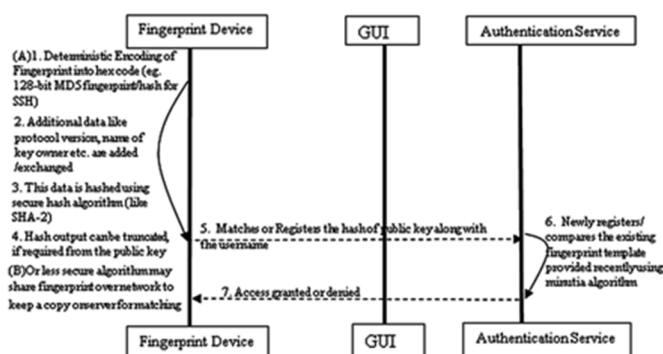 Fingerprint Device
GUI
Authentication Service
(A)1. Deterministic Encoding of
Fingerprint into hex code (eg.
128-bit MD5 fingerprint/hash for
SSH)
2. Additional data like
protocol version, name of
key owner etc. are added
/exchanged
3. This data is hashed using
secure hash algorithm (like
SHA-2)
4. Hash output can be truncated,
if required from the public key
(B)Or less secure algorithm may
share fingerprint over network to
keep a copy on server for matching
5. Matches or Registers the hash of public key along with
the username
6. Newly registers/
compares the existing
fingerprint template
provided recently using
minutia algorithm
7. Access granted or denied
Fingerprint Device
GUI
Authentication Service